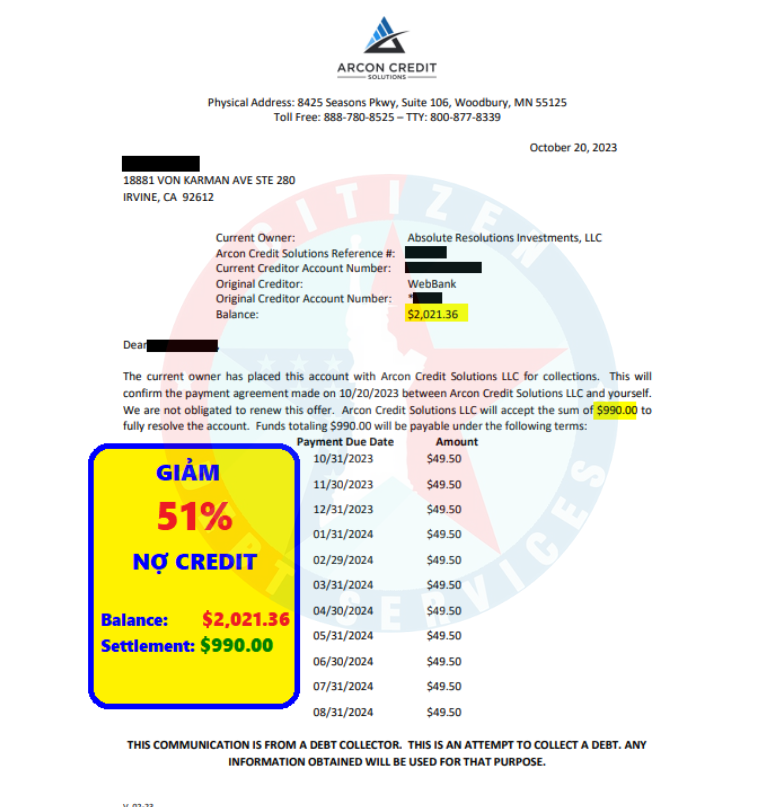 ARCON CREDIT
SOLUTIONS
Physical Address: 8425 Seasons Pkwy, Suite 106, Woodbury, MN 55125
Toll Free: 888-780-8525 – TTY: 800-877-8339
October 20, 2023
18881 VON KARMAN AVE STE 280
IRVINE, CA 92612
Current Owner: Absolute Resolutions Investments, LLC
Arcon Credit Solutions Reference #:
Current Creditor Account Number:
Original Creditor: WebBank
Original Creditor Account Number: *
Balance: $2,021.36
Dear ,
The current owner has placed this account with Arcon Credit Solutions LLC for collections. This will
confirm the payment agreement made on 10/20/2023 between Arcon Credit Solutions LLC and yourself.
We are not obligated to renew this offer. Arcon Credit Solutions LLC will accept the sum of $990.00 to
fully resolve the account. Funds totaling $990.00 will be payable under the following terms:
Payment Due Date Amount
10/31/2023 $49.50
11/30/2023 $49.50
12/31/2023 $49.50
01/31/2024 $49.50
02/29/2024 $49.50
03/31/2024 $49.50
04/30/2024 $49.50
05/31/2024 $49.50
06/30/2024 $49.50
07/31/2024 $49.50
08/31/2024 $49.50
GIẢM
51%
NỢ CREDIT
Balance: $2,021.36
Settlement: $990.00
CITIZEN
DEBT SERVICES
THIS COMMUNICATION IS FROM A DEBT COLLECTOR. THIS IS AN ATTEMPT TO COLLECT A DEBT. ANY
INFORMATION OBTAINED WILL BE USED FOR THAT PURPOSE.